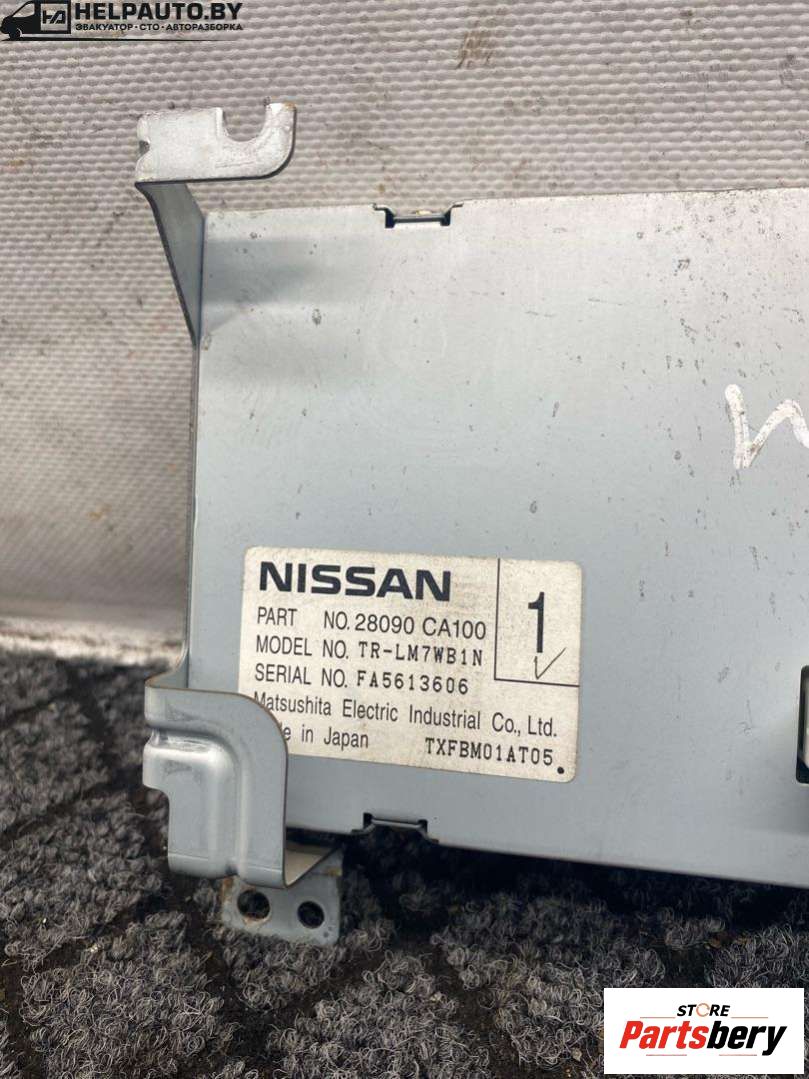 HELPAUTO.BY
ЭВАКУАТОР·СТО·АВТОРАЗБОРКА
NISSAN
1
PART NO. 28090 CA100
MODEL NO. TR-LM7WB1N
SERIAL NO. FA5613606
Matsushita Electric Industrial Co., Ltd.
in Japan TXFBM01AT05.
STORE
Partsbery